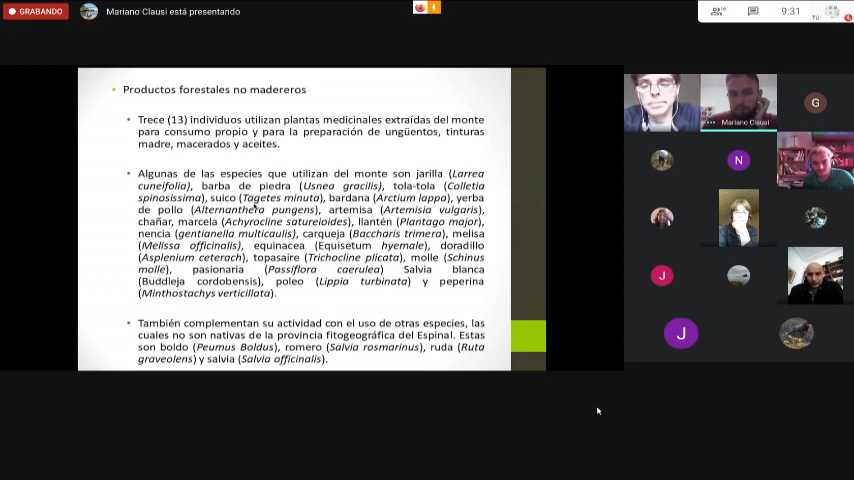 GRABANDO
Mariano Clausi está presentando
16
9:31
Tú
Productos forestales no madereros
Trece (13) individuos utilizan plantas medicinales extraídas del monte
para consumo propio y para la preparación de ungüentos, tinturas
madre, macerados y aceites.
Algunas de las especies que utilizan del monte son jarilla (Larrea
cuneifolia), barba de piedra (Usnea gracilis), tola-tola (Colletia
spinosissima), suico (Tagetes minuta), bardana (Arctium lappa), yerba
de pollo (Alternanthera pungens), artemisa (Artemisia vulgaris),
chañar, marcela (Achyrocline satureioides), llantén (Plantago major),
nencia (gentianella multicaulis), carqueja (Baccharis trimera), melisa
(Melissa officinalis), equinacea (Equisetum hyemale), doradillo
(Asplenium ceterach), topasaire (Trichocline plicata), molle (Schinus
molle), pasionaria (Passiflora caerulea) Salvia blanca
(Buddleja cordobensis), poleo (Lippia turbinata) y peperina
(Minthostachys verticillata).
También complementan su actividad con el uso de otras especies, las
cuales no son nativas de la provincia fitogeográfica del Espinal. Estas
son boldo (Peumus Boldus), romero (Salvia rosmarinus), ruda (Ruta
graveolens) y salvia (Salvia officinalis).
Mariano Clausi
G
N
J
J